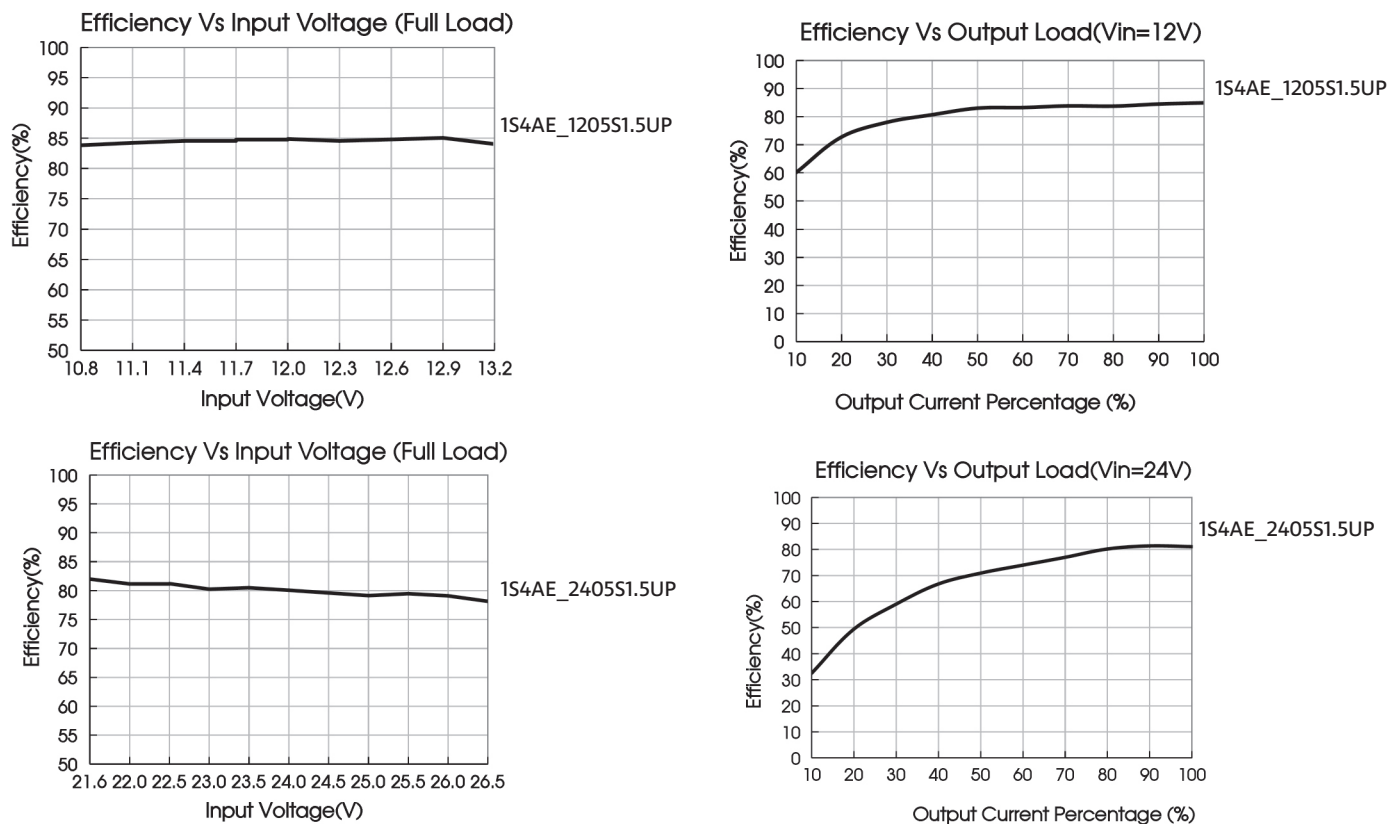 Efficiency Vs Input Voltage (Full Load)
100
95
90
85
80
75
70
65
60
55
50
Efficiency(%)
10.8 11.1 11.4 11.7 12.0 12.3 12.6 12.9 13.2
Input Voltage(V)
1S4AE_1205S1.5UP
Efficiency Vs Output Load(Vin=12V)
100
90
80
70
60
50
40
30
20
10
0
Efficiency(%)
10 20 30 40 50 60 70 80 90 100
Output Current Percentage (%)
1S4AE_1205S1.5UP
Efficiency Vs Input Voltage (Full Load)
100
95
90
85
80
75
70
65
60
55
50
Efficiency(%)
21.6 22.0 22.5 23.0 23.5 24.0 24.5 25.0 25.5 26.0 26.5
Input Voltage(V)
1S4AE_2405S1.5UP
Efficiency Vs Output Load(Vin=24V)
100
90
80
70
60
50
40
30
20
10
0
Efficiency(%)
10 20 30 40 50 60 70 80 90 100
Output Current Percentage (%)
1S4AE_2405S1.5UP